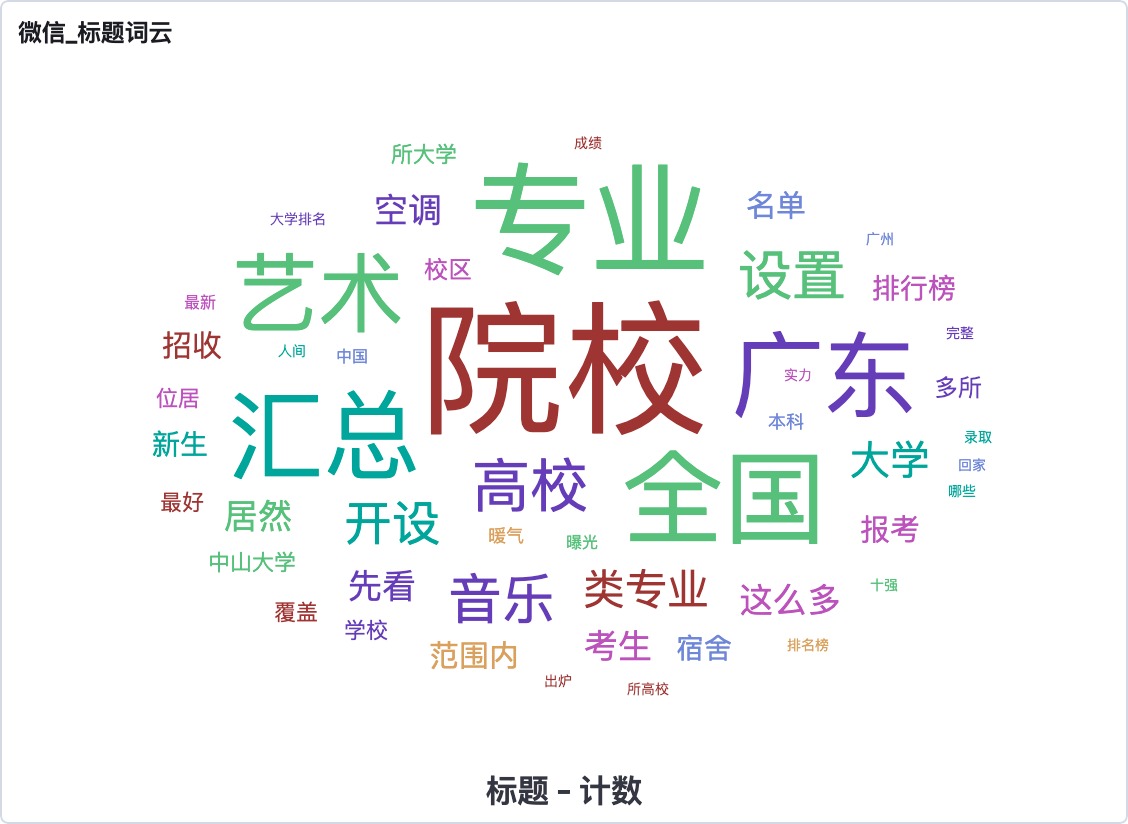 微信_标题词云
成绩
所大学
专业
空调
名单
大学排名
广州
艺术
校区
设置
排行榜
最新
院校
招收
人间
中国
广东
完整
实力
多所
位居
汇总
本科
新生
大学
录取
高校
全国
回家
哪些
最好
居然
开设
报考
暖气
曝光
中山大学
先看
音乐
类专业
这么多
十强
覆盖
学校
范围内
考生
宿舍
排名榜
出炉
所高校
标题 – 计数